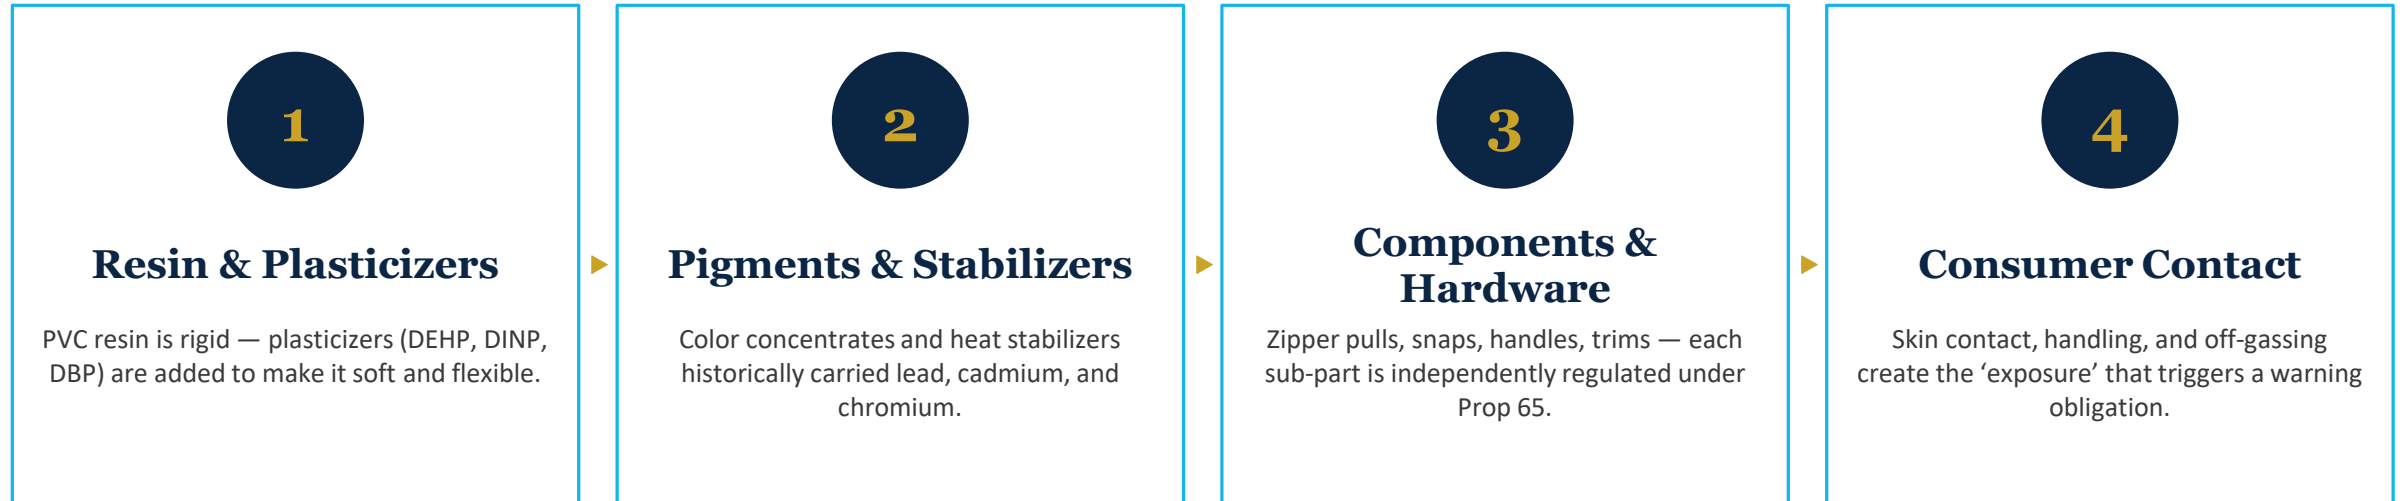 1
Resin & Plasticizers
PVC resin is rigid — plasticizers (DEHP, DINP,
DBP) are added to make it soft and flexible.
2
Pigments & Stabilizers
Color concentrates and heat stabilizers
historically carried lead, cadmium, and
chromium.
3
Components &
Hardware
Zipper pulls, snaps, handles, trims — each
sub-part is independently regulated under
Prop 65.
4
Consumer Contact
Skin contact, handling, and off-gassing
create the ‘exposure’ that triggers a warning
obligation.